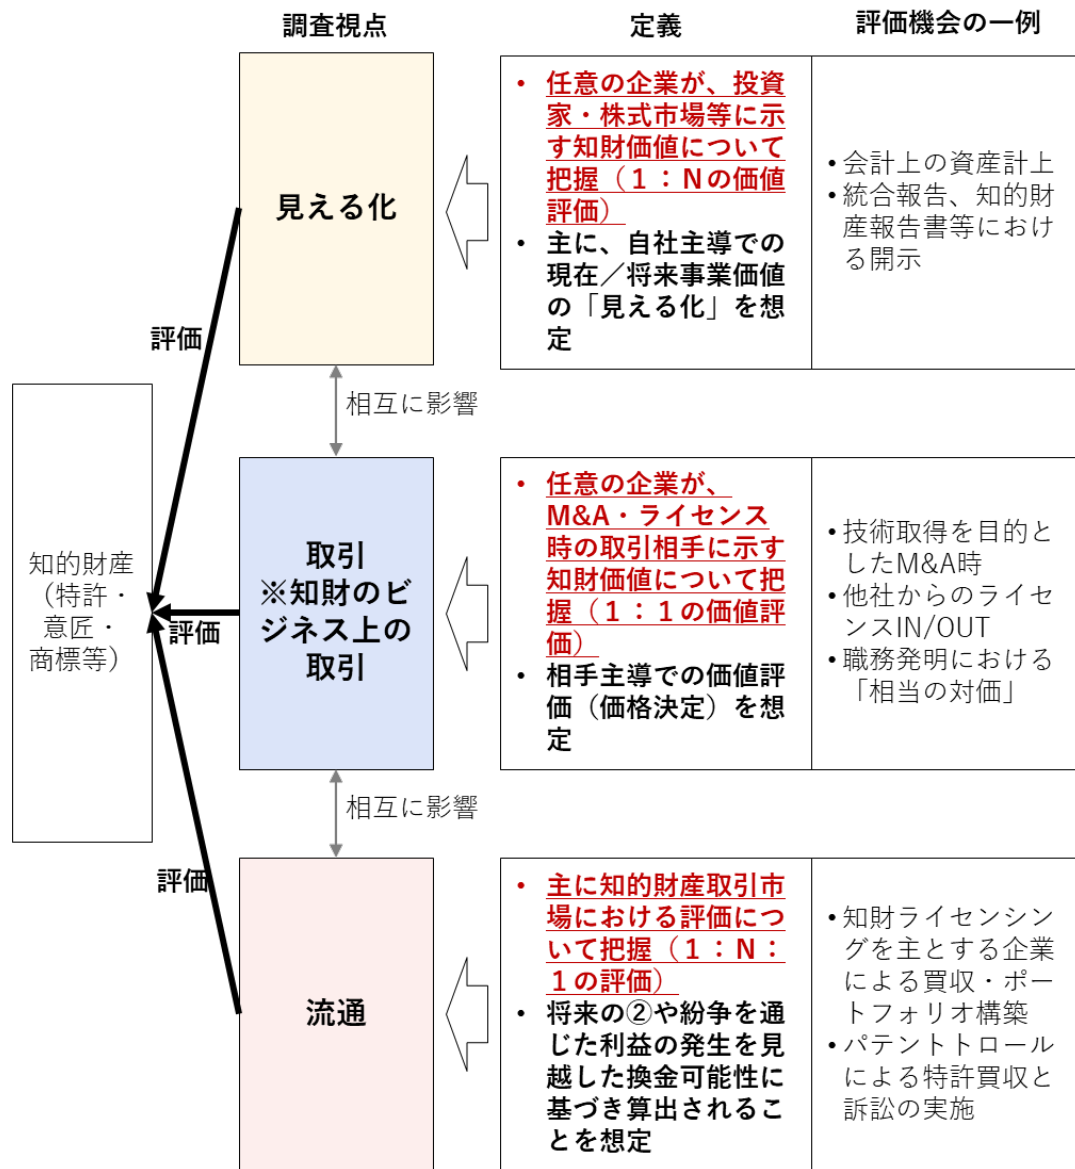 調査視点
定義
評価機会の一例
見える化
• 任意の企業が、投資
家・株式市場等に示
す知財価値について
把握（１：Ｎの価値
評価）
• 主に、自社主導での
現在／将来事業価値
の「見える化」を想
定
• 会計上の資産計上
• 統合報告、知的財
産報告書等におけ
る開示
評価
相互に影響
知的財産
（特許・
意匠・
商標等）
評価
取引
※知財のビ
ジネス上の
取引
• 任意の企業が、
M&A・ライセンス
時の取引相手に示す
知財価値について把
握（１：１の価値評
価）
• 相手主導での価値評
価（価格決定）を想
定
• 技術取得を目的と
したM&A時
• 他社からのライセ
ンスIN/OUT
• 職務発明における
「相当の対価」
相互に影響
評価
流通
• 主に知的財産取引市
場における評価につ
いて把握（１：Ｎ：
１の評価）
• 将来の②や紛争を通
じた利益の発生を見
越した換金可能性に
基づき算出されるこ
とを想定
• 知財ライセンシン
グを主とする企業
による買収・ポー
トフォリオ構築
• パテントトロール
による特許買収と
訴訟の実施